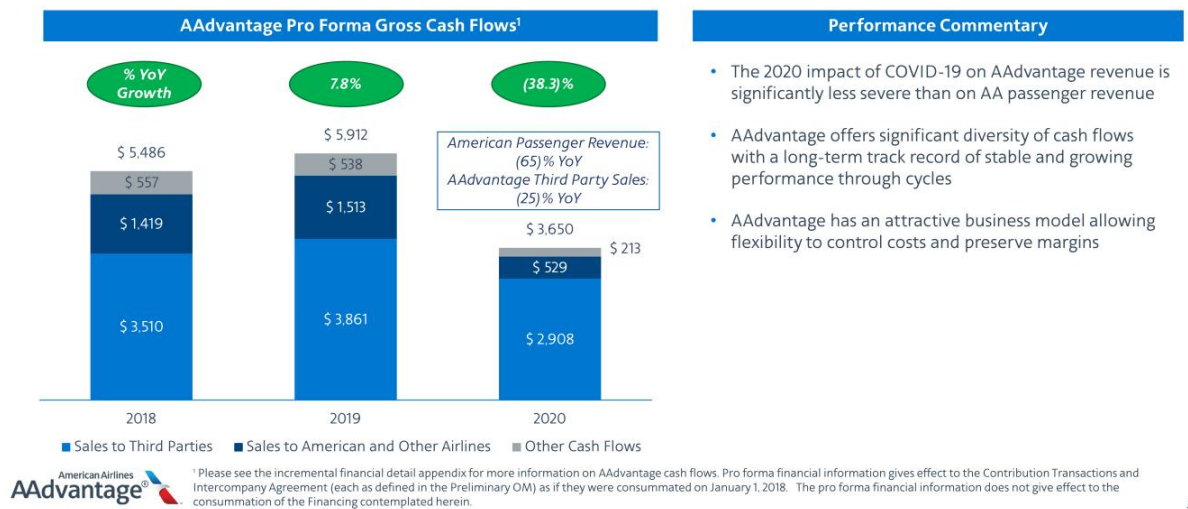 AAdvantage Pro Forma Gross Cash Flows¹
% YoY
Growth
7.8%
(38.3)%
American Passenger Revenue:
(65)% YoY
AAdvantage Third Party Sales:
(25)% YoY
$ 5,486
$ 557
$ 1,419
$ 3,510
$ 5,912
$ 538
$ 1,513
$ 3,861
$ 3,650
$ 213
$ 529
$ 2,908
2018
2019
2020
Sales to Third Parties
Sales to American and Other Airlines
Other Cash Flows
Performance Commentary
• The 2020 impact of COVID-19 on AAdvantage revenue is
significantly less severe than on AA passenger revenue
• AAdvantage offers significant diversity of cash flows
with a long-term track record of stable and growing
performance through cycles
• AAdvantage has an attractive business model allowing
flexibility to control costs and preserve margins
American Airlines
AAdvantage®
¹ Please see the incremental financial detail appendix for more information on AAdvantage cash flows. Pro forma financial information gives effect to the Contribution Transactions and
Intercompany Agreement (each as defined in the Preliminary OM) as if they were consummated on January 1, 2018. The pro forma financial information does not give effect to the
consummation of the Financing contemplated herein.